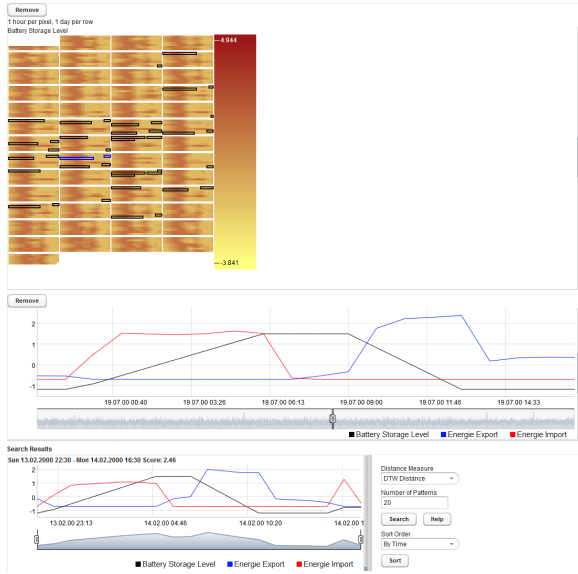 Remove
1 hour per pixel, 1 day per row
Battery Storage Level
4.944
-3.841
Remove
2
1
0
-1
19.07.00 00:40 19.07.00 03:26 19.07.00 06:13 19.07.00 09:00 19.07.00 11:46 19.07.00 14:33
Battery Storage Level Energie Export Energie Import
Search Results
Sun 13.02.2000 22:30 - Mon 14.02.2000 16:30 Score: 2.46
2
1
0
-1
13.02.00 23:13 14.02.00 04:46 14.02.00 10:20 14.02.00 1
Battery Storage Level Energie Export Energie Import
Distance Measure
DTW Distance
Number of Patterns
20
Search Help
Sort Order
By Time
Sort